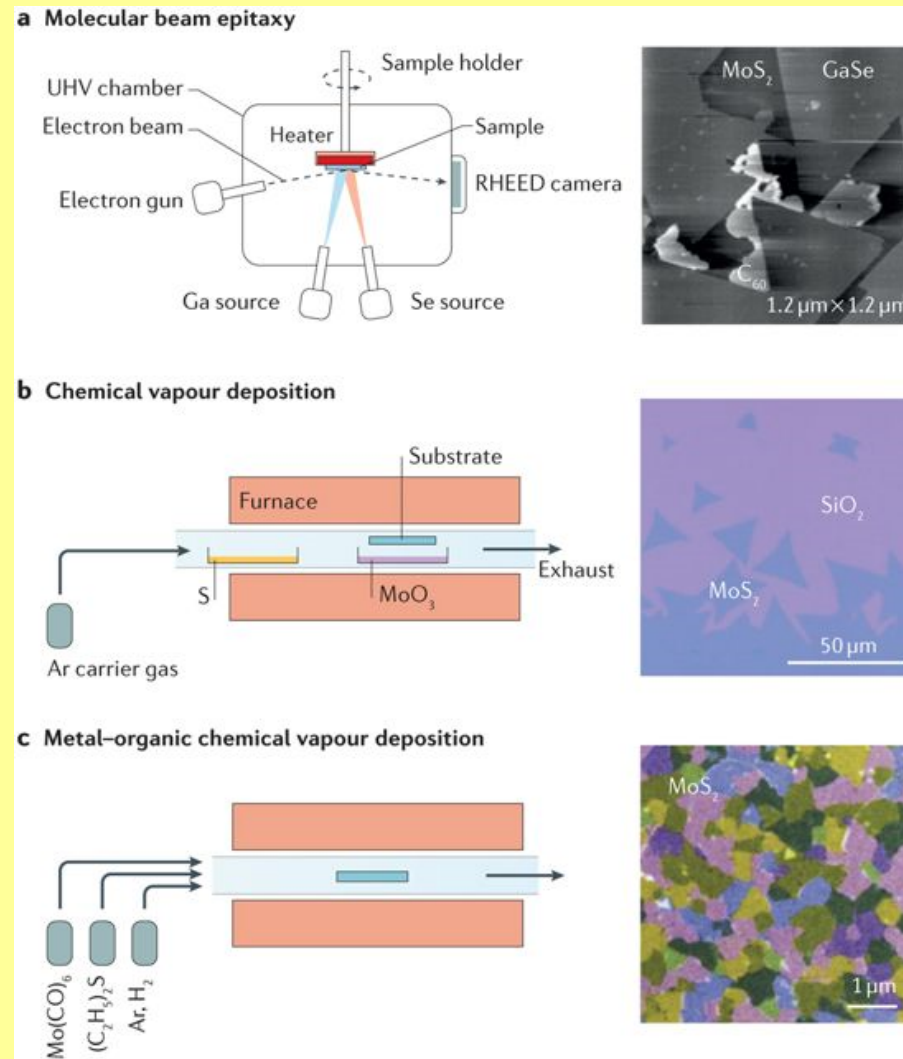 a Molecular beam epitaxy
Sample holder
UHV chamber
Electron beam
Heater
Sample
Electron gun
RHEED camera
Ga source
Se source
MoS₂
GaSe
C₆₀
1.2 μm × 1.2 μm
b Chemical vapour deposition
Substrate
Furnace
S
MoO₃
Exhaust
Ar carrier gas
SiO₂
MoS₂
50 μm
c Metal–organic chemical vapour deposition
Mo(CO)₆
(C₂H₅)₂S
Ar, H₂
MoS₂
1 μm